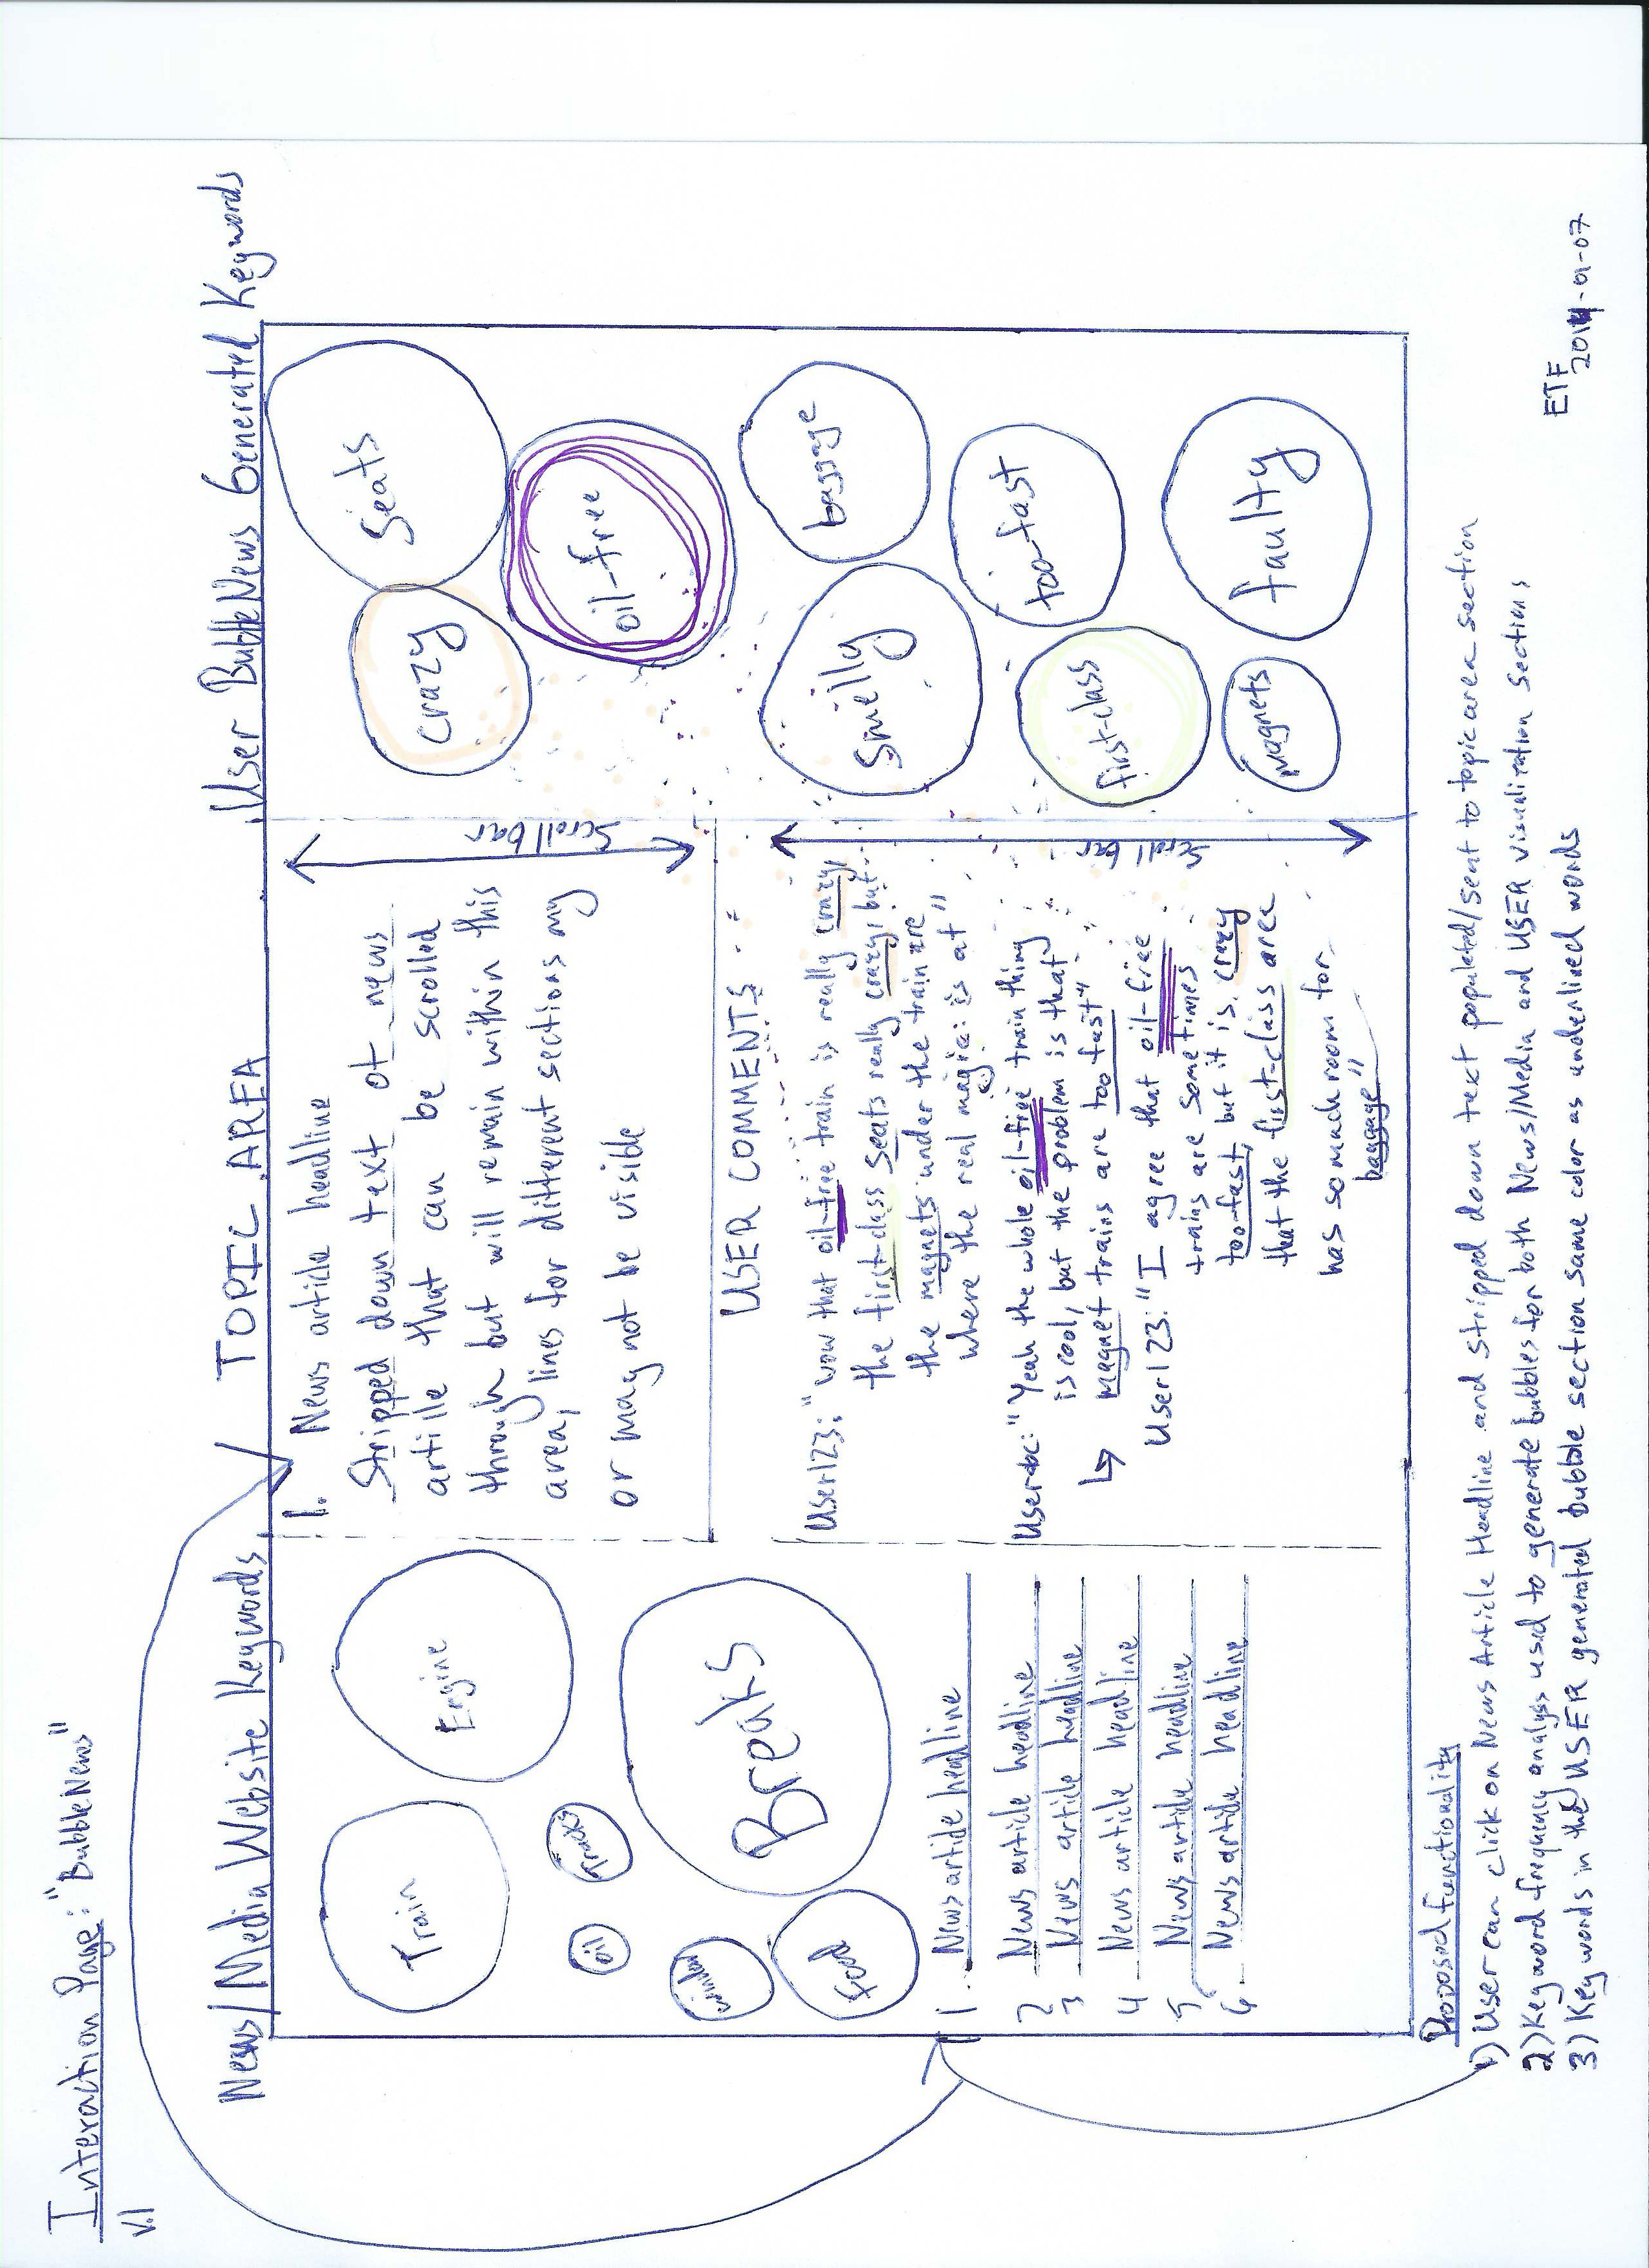 Interaction Page: "BubbleNews"
v.1
News/Media Website Keywords
TOPIC AREA
User BubbleNews Generated Keywords
Train
Engine
oil
Tracks
window
Breaks
Food
1. News article headline
2 News article headline
3 News article headline
4 News article headline
5 News article headline
6. News article headline
1. News article headline
Stripped down text of news
article that can be scrolled
through but will remain within this
area, lines for different sections my
or may not be visible
Scroll bar
USER COMMENTS
User123: "wow that oil-free train is really crazy,
the first-class seats really crazy, but
the magnets under the train are
where the real magic is at"
Userabc: "Yeah the whole oil-free train thing
is cool, but the problem is that
magnet trains are too fast"
User123: "I agree that oil-free
trains are sometimes
too-fast, but it is crazy
that the first-class area
has so much room for
baggage"
Scroll bar
crazy
Seats
oil-free
Smelly
baggage
too-fast
first-class
magnets
faulty
Proposed functionality
1) User can click on News Article Headline and stripped down text populated/sent to topic area section
2) Keyword frequency analysis used to generate bubbles for both News/Media and USER visualization sections
3) Keywords in the USER generated bubble section same color as underlined words
ETF
2014-01-07